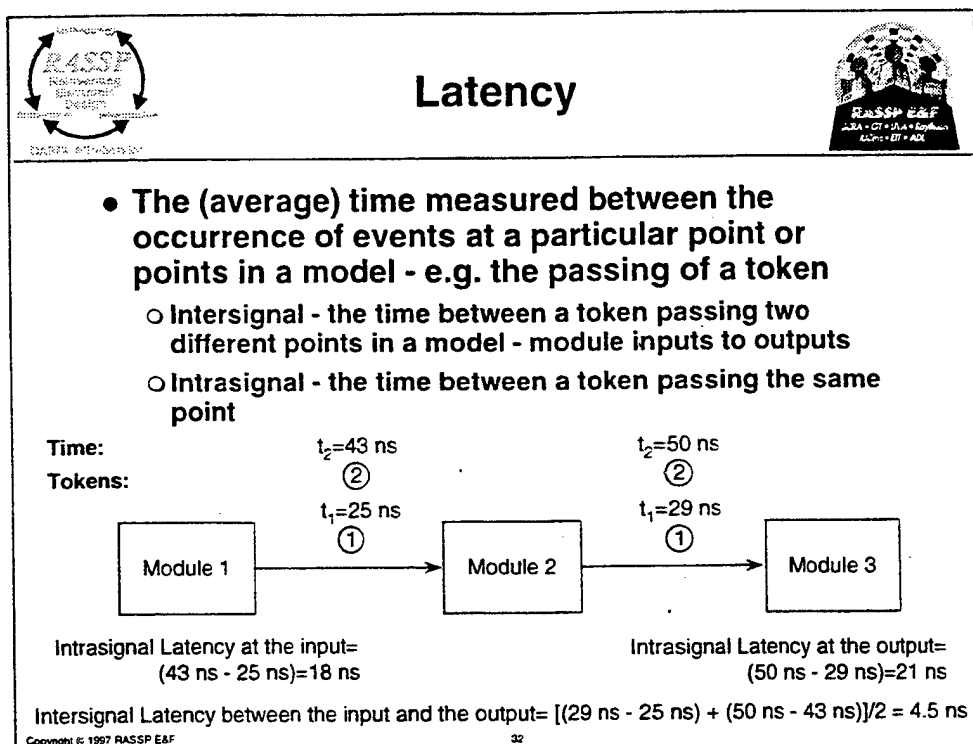 RASSP
Reinventing
Electronic
Design
Latency
RASSP E&F
• The (average) time measured between the
occurrence of events at a particular point or
points in a model - e.g. the passing of a token
○ Intersignal - the time between a token passing two
different points in a model - module inputs to outputs
○ Intrasignal - the time between a token passing the same
point
Time: t₂=43 ns t₂=50 ns
Tokens: ② ②
t₁=25 ns t₁=29 ns
① ①
Module 1 Module 2 Module 3
Intrasignal Latency at the input= Intrasignal Latency at the output=
(43 ns - 25 ns)=18 ns (50 ns - 29 ns)=21 ns
Intersignal Latency between the input and the output= [(29 ns - 25 ns) + (50 ns - 43 ns)]/2 = 4.5 ns
Copyright © 1997 RASSP E&F 32